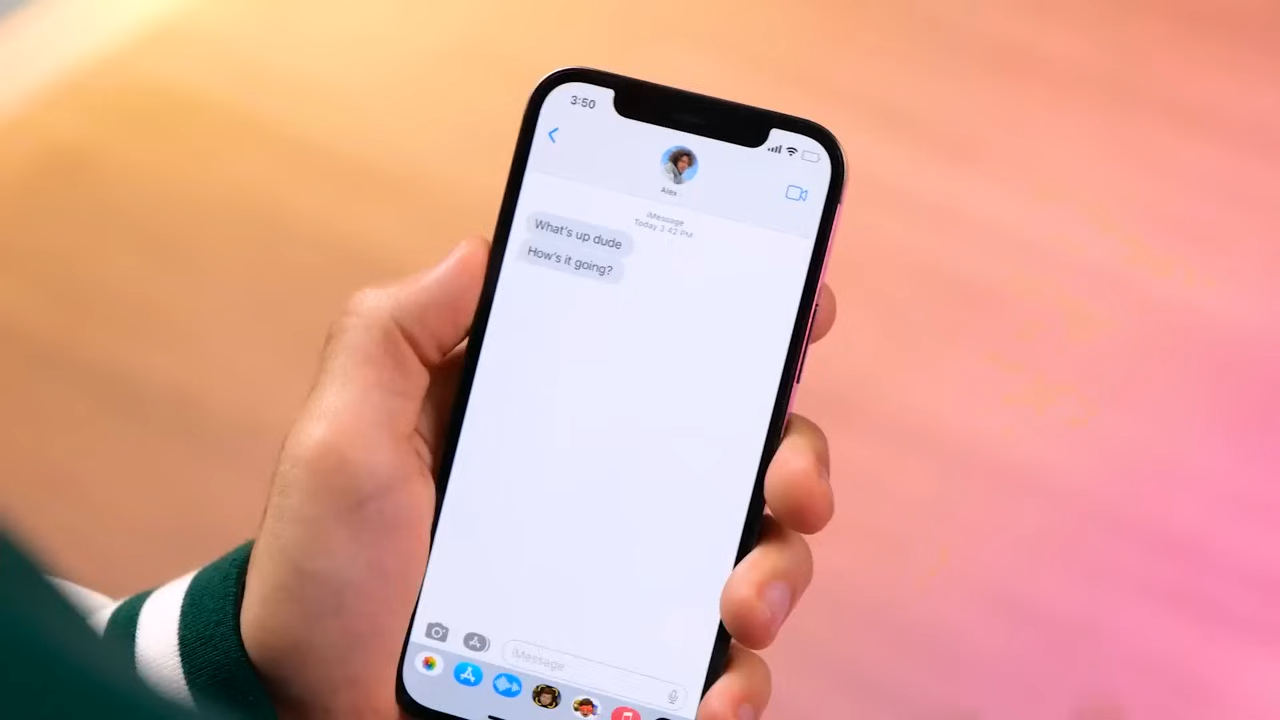 3:50
Alex
iMessage
Today 3:42 PM
What's up dude
How's it going?
iMessage